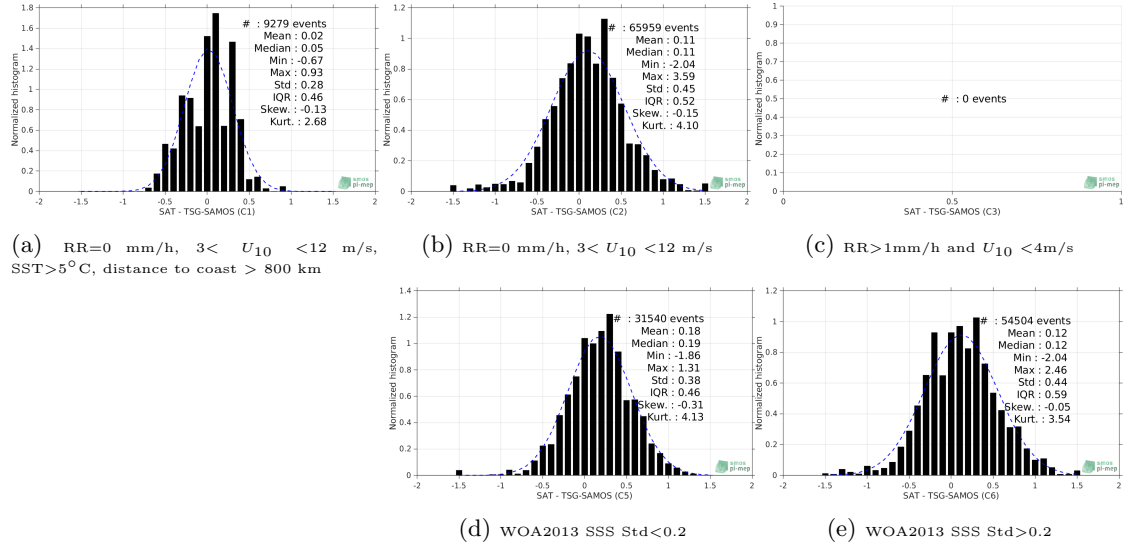 1.8
1.6
1.4
1.2
1
0.8
0.6
0.4
0.2
0
Normalized histogram
# : 9279 events
Mean : 0.02
Median : 0.05
Min : -0.67
Max : 0.93
Std : 0.28
IQR : 0.46
Skew. : -0.13
Kurt. : 2.68
smos
pi-mep
-2 -1.5 -1 -0.5 0 0.5 1 1.5 2
SAT - TSG-SAMOS (C1)
(a) RR=0 mm/h, 3< U10 <12 m/s,
SST>5°C, distance to coast > 800 km
1.2
1
0.8
0.6
0.4
0.2
0
Normalized histogram
# : 65959 events
Mean : 0.11
Median : 0.11
Min : -2.04
Max : 3.59
Std : 0.45
IQR : 0.52
Skew. : -0.15
Kurt. : 4.10
smos
pi-mep
-2 -1.5 -1 -0.5 0 0.5 1 1.5 2
SAT - TSG-SAMOS (C2)
(b) RR=0 mm/h, 3< U10 <12 m/s
1
0.9
0.8
0.7
0.6
0.5
0.4
0.3
0.2
0.1
0
Normalized histogram
# : 0 events
smos
pi-mep
0 0.5 1
SAT - TSG-SAMOS (C3)
(c) RR>1mm/h and U10 <4m/s
1.4
1.2
1
0.8
0.6
0.4
0.2
0
Normalized histogram
# : 31540 events
Mean : 0.18
Median : 0.19
Min : -1.86
Max : 1.31
Std : 0.38
IQR : 0.46
Skew. : -0.31
Kurt. : 4.13
smos
pi-mep
-2 -1.5 -1 -0.5 0 0.5 1 1.5 2
SAT - TSG-SAMOS (C5)
(d) WOA2013 SSS Std<0.2
1.2
1
0.8
0.6
0.4
0.2
0
Normalized histogram
# : 54504 events
Mean : 0.12
Median : 0.12
Min : -2.04
Max : 2.46
Std : 0.44
IQR : 0.59
Skew. : -0.05
Kurt. : 3.54
smos
pi-mep
-2 -1.5 -1 -0.5 0 0.5 1 1.5 2
SAT - TSG-SAMOS (C6)
(e) WOA2013 SSS Std>0.2